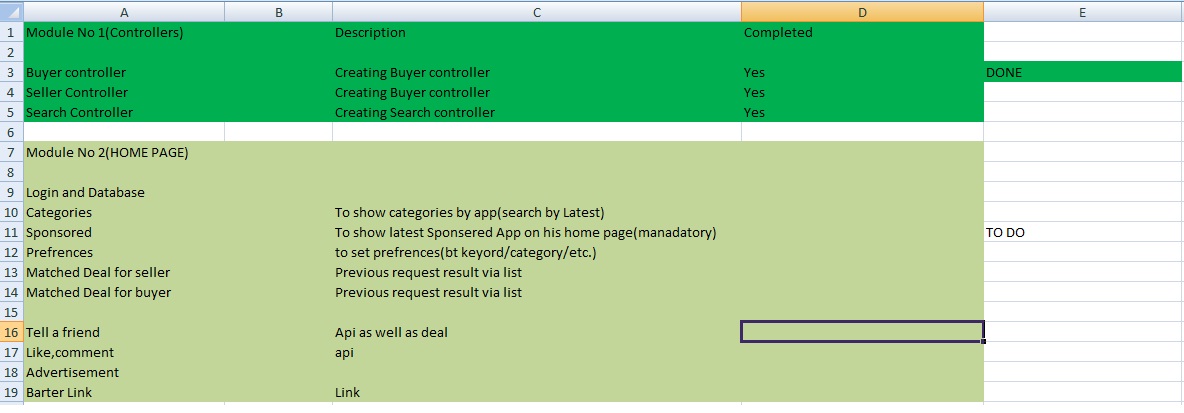 A B C D E
1 Module No 1(Controllers) Description Completed
2
3 Buyer controller Creating Buyer controller Yes DONE
4 Seller Controller Creating Buyer controller Yes
5 Search Controller Creating Search controller Yes
6
7 Module No 2(HOME PAGE)
8
9 Login and Database
10 Categories To show categories by app(search by Latest)
11 Sponsored To show latest Sponsered App on his home page(manadatory) TO DO
12 Prefrences to set prefrences(bt keyord/category/etc.)
13 Matched Deal for seller Previous request result via list
14 Matched Deal for buyer Previous request result via list
15
16 Tell a friend Api as well as deal
17 Like,comment api
18 Advertisement
19 Barter Link Link